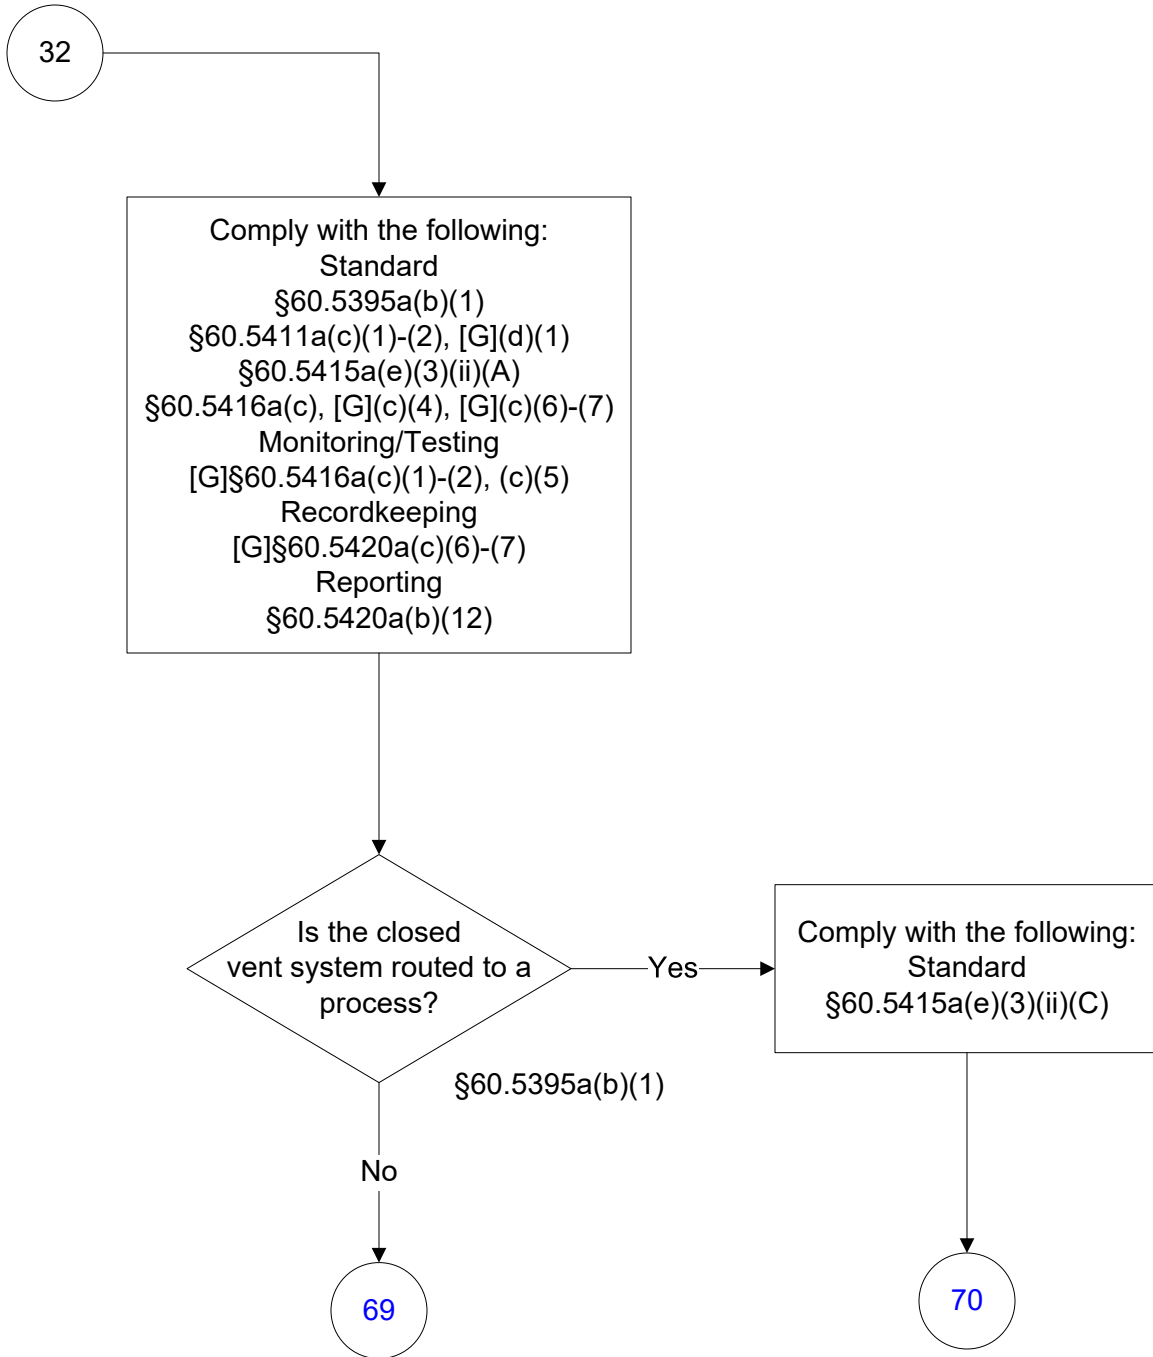 32
Comply with the following:
Standard
§60.5395a(b)(1)
§60.5411a(c)(1)-(2), [G](d)(1)
§60.5415a(e)(3)(ii)(A)
§60.5416a(c), [G](c)(4), [G](c)(6)-(7)
Monitoring/Testing
[G]§60.5416a(c)(1)-(2), (c)(5)
Recordkeeping
[G]§60.5420a(c)(6)-(7)
Reporting
§60.5420a(b)(12)
Is the closed
vent system routed to a
process?
Yes
Comply with the following:
Standard
§60.5415a(e)(3)(ii)(C)
§60.5395a(b)(1)
No
69
70